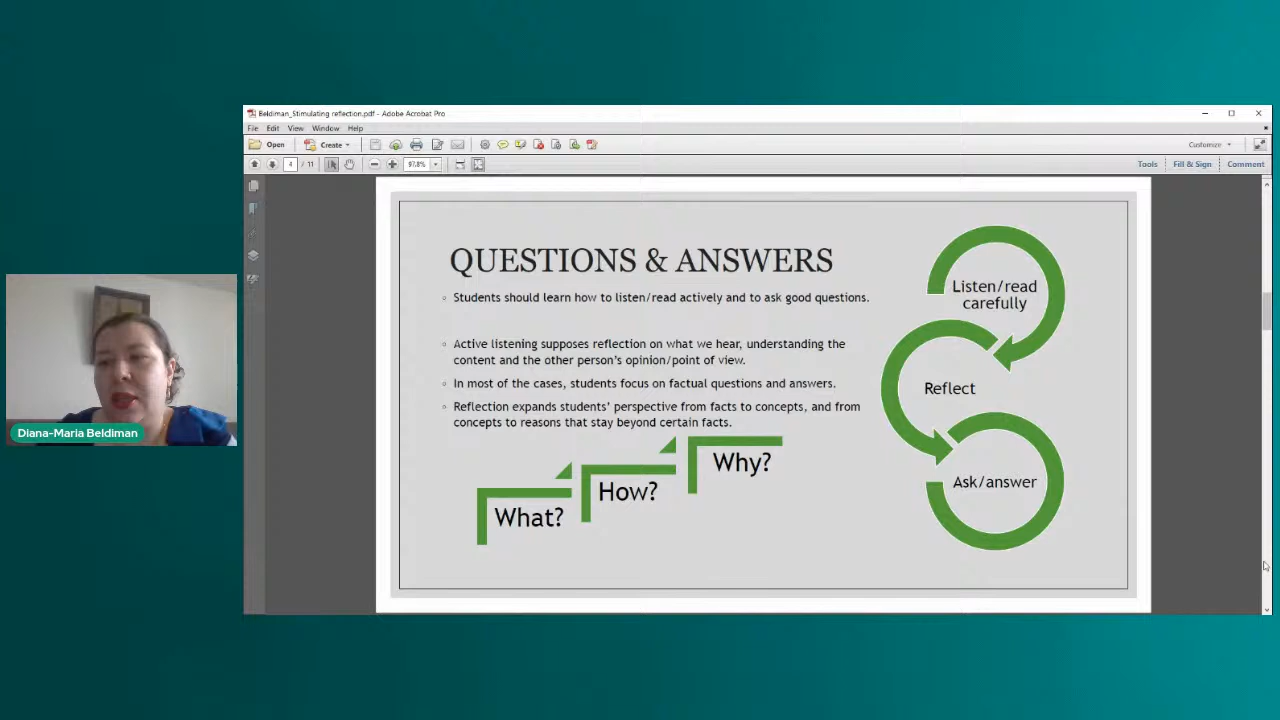 Beldiman_Stimulating reflection.pdf - Adobe Acrobat Pro
File Edit View Window Help
Open Create Customize
4 / 11 97,8% Tools Fill & Sign Comment
QUESTIONS & ANSWERS
◦ Students should learn how to listen/read actively and to ask good questions.
◦ Active listening supposes reflection on what we hear, understanding the
content and the other person's opinion/point of view.
◦ In most of the cases, students focus on factual questions and answers.
◦ Reflection expands students' perspective from facts to concepts, and from
concepts to reasons that stay beyond certain facts.
What?
How?
Why?
Listen/read
carefully
Reflect
Ask/answer
Diana-Maria Beldiman